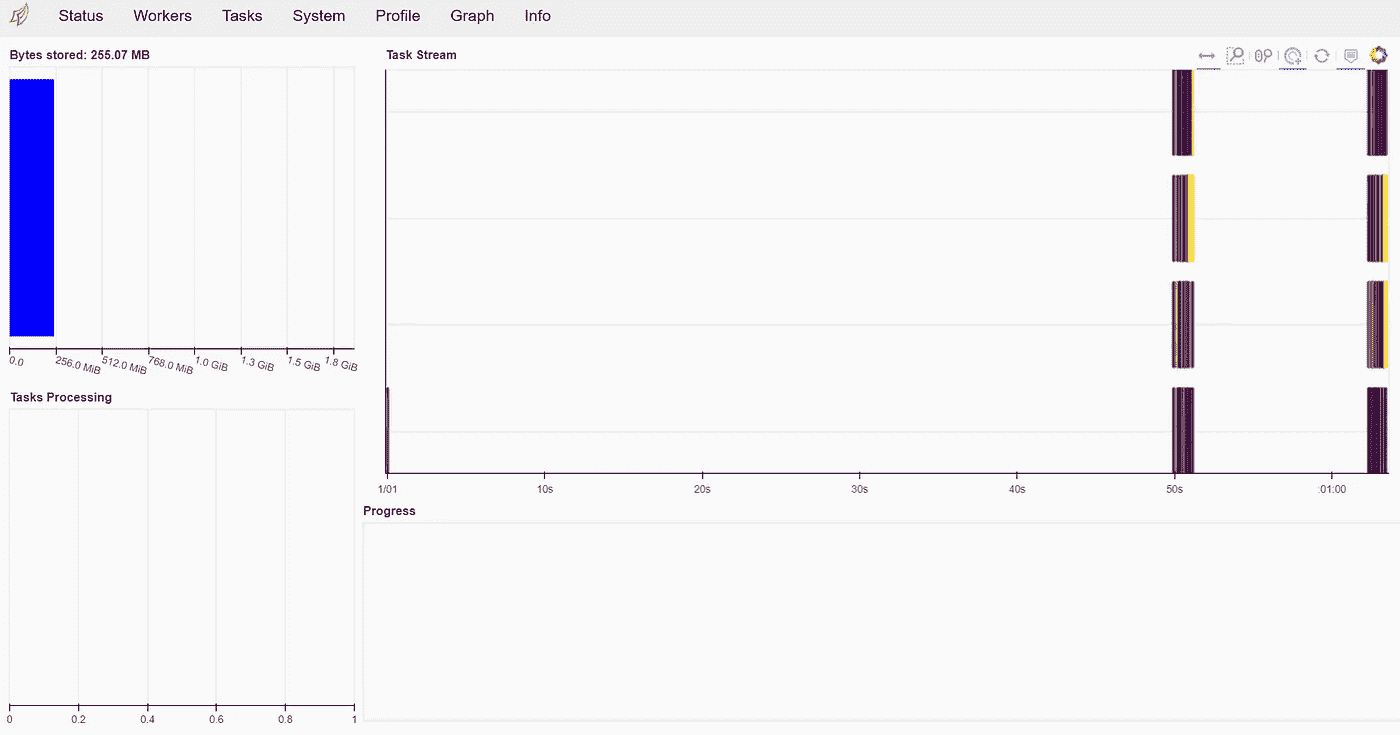 Status Workers Tasks System Profile Graph Info
Bytes stored: 255.07 MB
0.0 256.0 MiB 512.0 MiB 768.0 MiB 1.0 GiB 1.3 GiB 1.5 GiB 1.8 GiB
Tasks Processing
0 0.2 0.4 0.6 0.8 1
Task Stream
1/01 10s 20s 30s 40s 50s :01:00
Progress